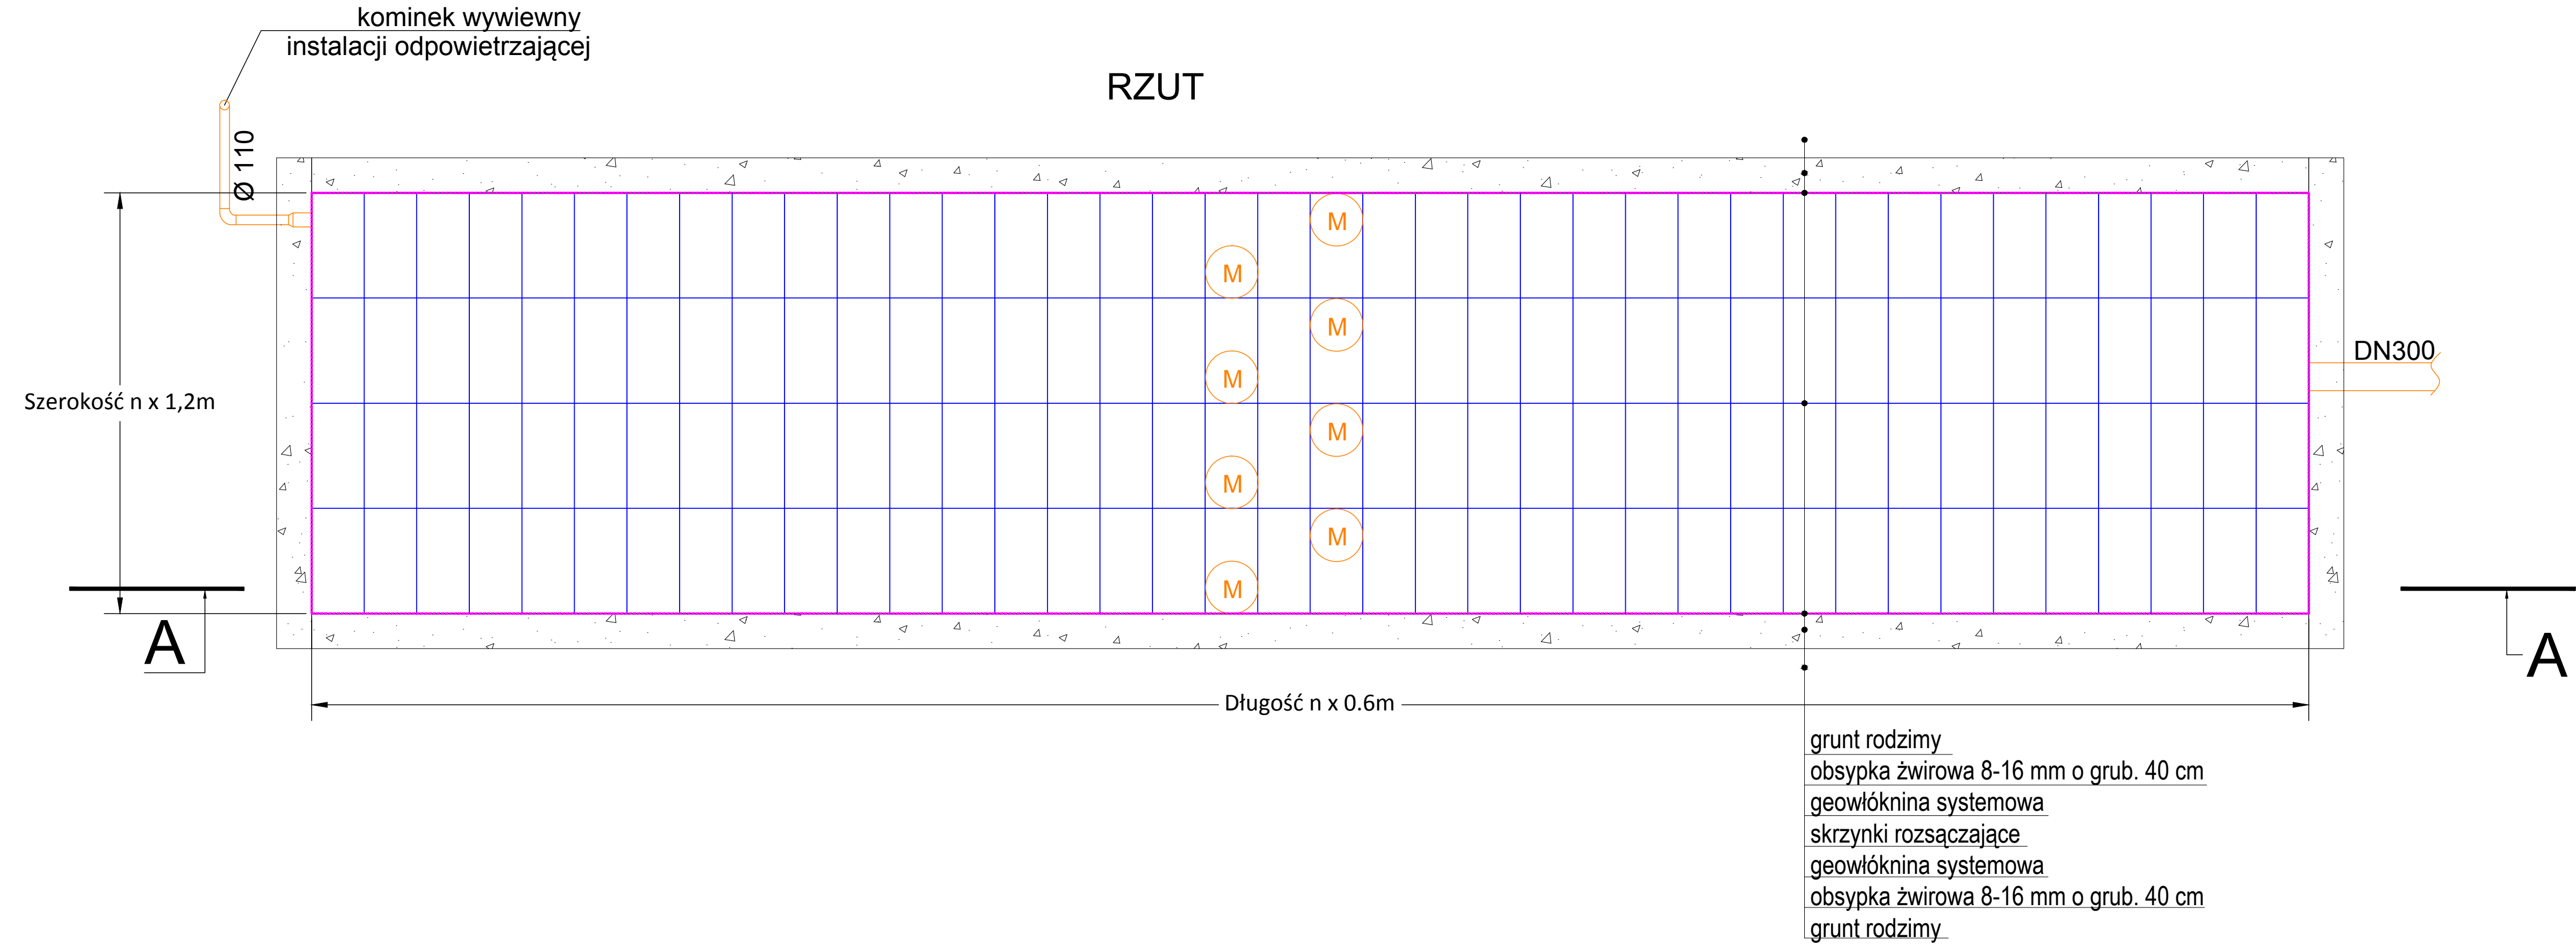 kominek wywiewny
instalacji odpowietrzającej
RZUT
Ø 110
M
M
M
M
M
M
M
M
DN300
Szerokość n x 1,2m
A
A
Długość n x 0.6m
grunt rodzimy
obsypka żwirowa 8-16 mm o grub. 40 cm
geowłóknina systemowa
skrzynki rozsączające
geowłóknina systemowa
obsypka żwirowa 8-16 mm o grub. 40 cm
grunt rodzimy